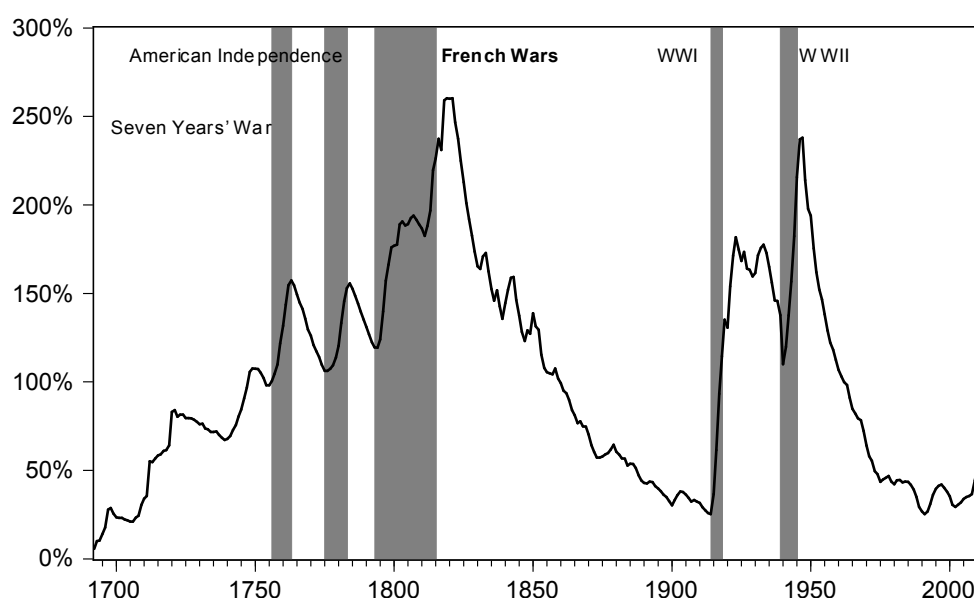 300%
American Independence French Wars WWI WWII
250%
Seven Years' War
200%
150%
100%
50%
0%
1700 1750 1800 1850 1900 1950 2000